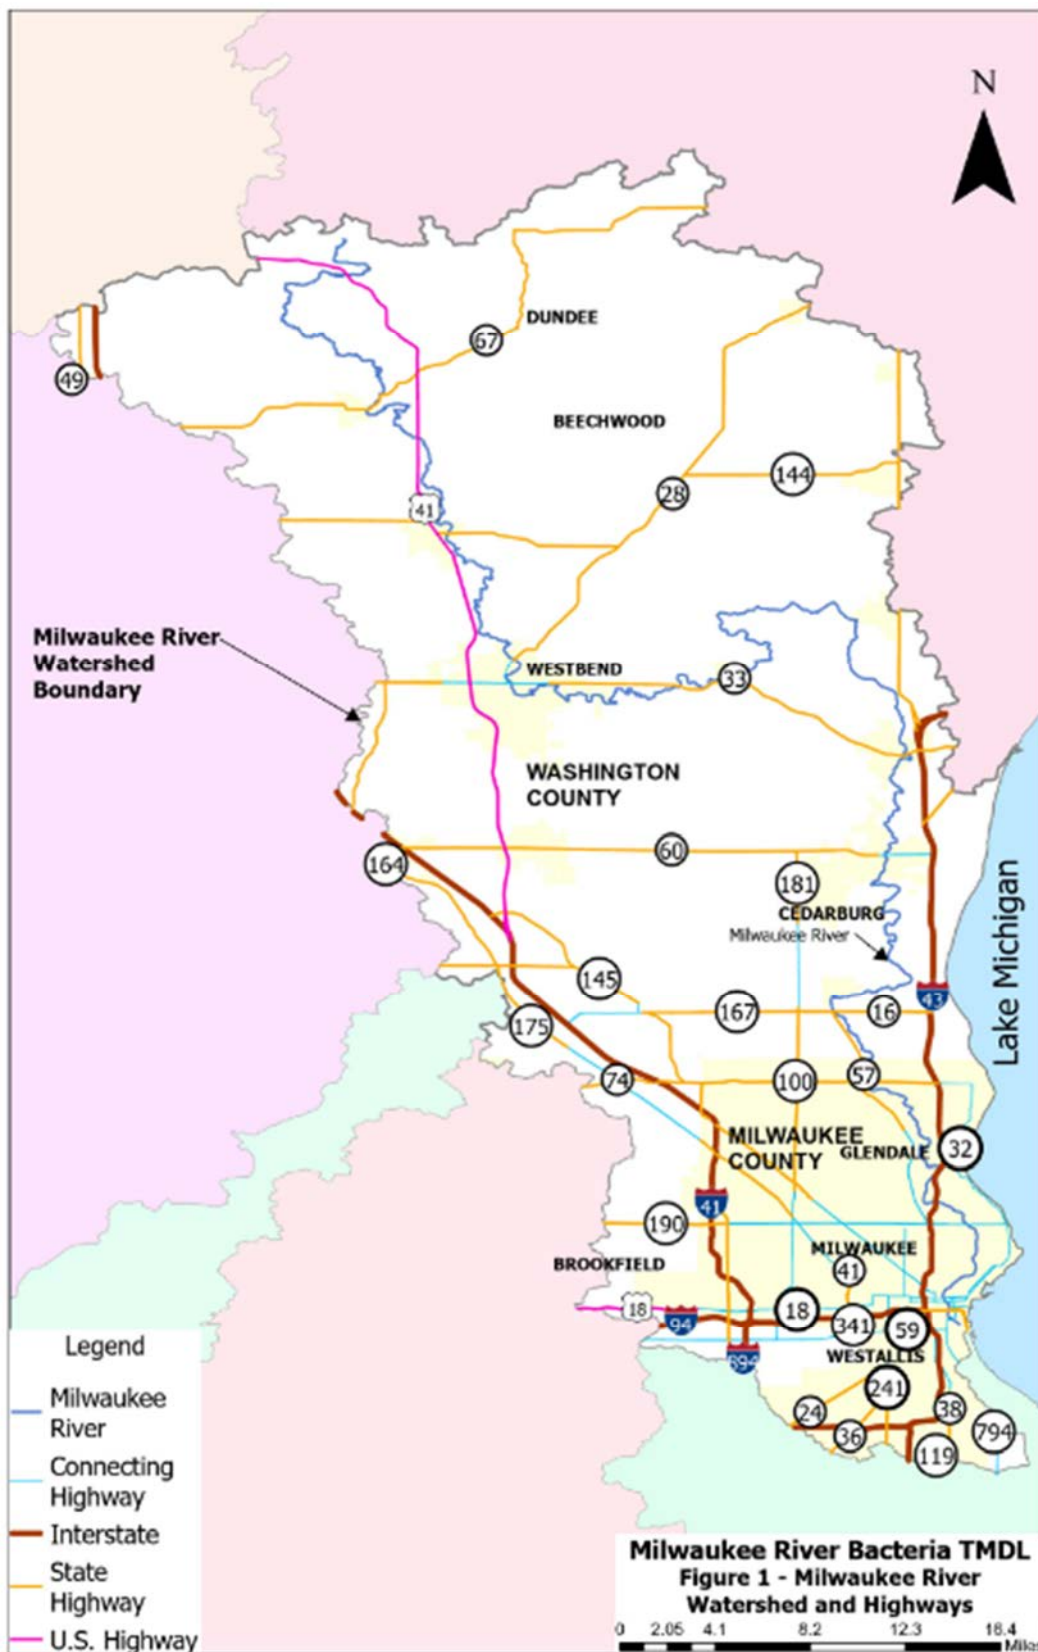 N
DUNDEE
67
49
BEECHWOOD
144
28
41
Milwaukee River
Watershed
Boundary
WESTBEND
33
WASHINGTON
COUNTY
60
164
181
CEDARBURG
Milwaukee River
Lake Michigan
145
43
167
16
175
74
100
57
MILWAUKEE
COUNTY
GLENDALE
32
41
190
MILWAUKEE
BROOKFIELD
41
18
18
94
341
59
894
WESTALLIS
241
24
38
36
794
119
Legend
Milwaukee
River
Connecting
Highway
Interstate
State
Highway
U.S. Highway
Milwaukee River Bacteria TMDL
Figure 1 - Milwaukee River
Watershed and Highways
0 2.05 4.1 8.2 12.3 16.4
Miles